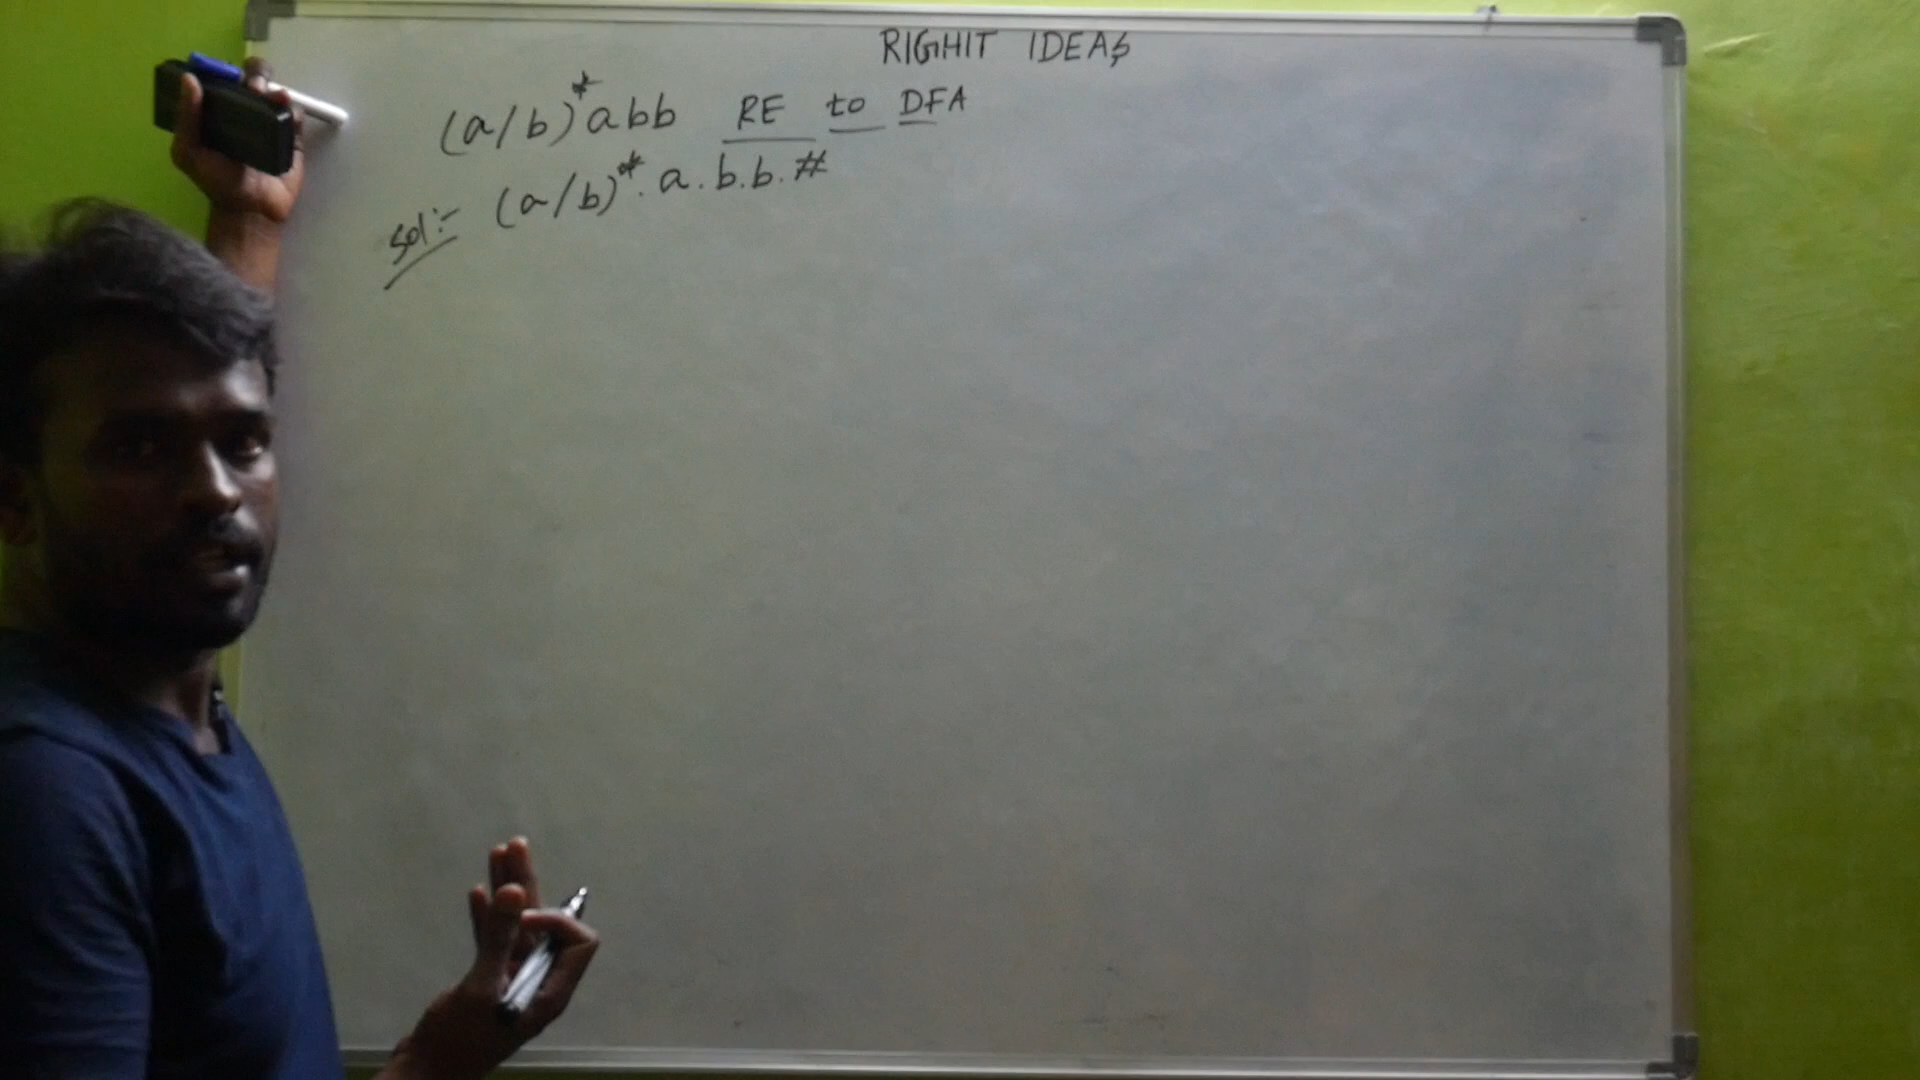 RIGHIT IDEAS
(a/b)*abb RE to DFA
Sol:- (a/b)*.a.b.b.#